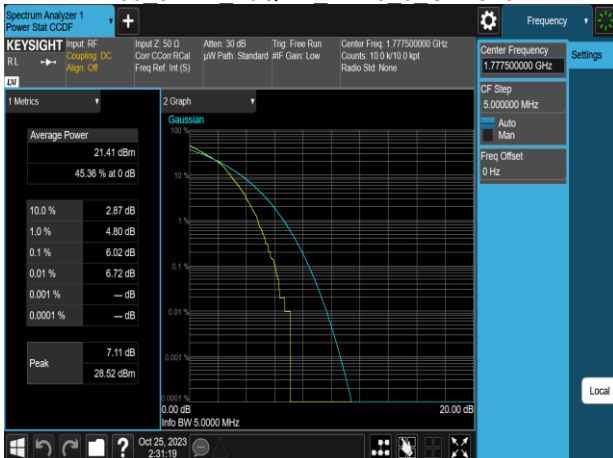 Spectrum Analyzer 1
Power Stat CCDF
Frequency
KEYSIGHT
RL
LXI
Input: RF
Coupling: DC
Align: Off
Input Z: 50 Ω
Corr CCorr RCal
Freq Ref: Int (S)
Atten: 30 dB
µW Path: Standard
Trig: Free Run
#IF Gain: Low
Center Freq: 1.777500000 GHz
Counts: 10.0 k/10.0 kpt
Radio Std: None
Center Frequency
1.777500000 GHz
Settings
CF Step
5.000000 MHz
Auto
Man
Freq Offset
0 Hz
Local
1 Metrics
Average Power
21.41 dBm
45.36 % at 0 dB
10.0 % 2.87 dB
1.0 % 4.80 dB
0.1 % 6.02 dB
0.01 % 6.72 dB
0.001 % --- dB
0.0001 % --- dB
Peak
7.11 dB
28.52 dBm
2 Graph
Gaussian
100 %
10 %
1 %
0.1 %
0.01 %
0.001 %
0.0001 %
0.00 dB 20.00 dB
Info BW 5.0000 MHz
?
Oct 25, 2023
2:31:19